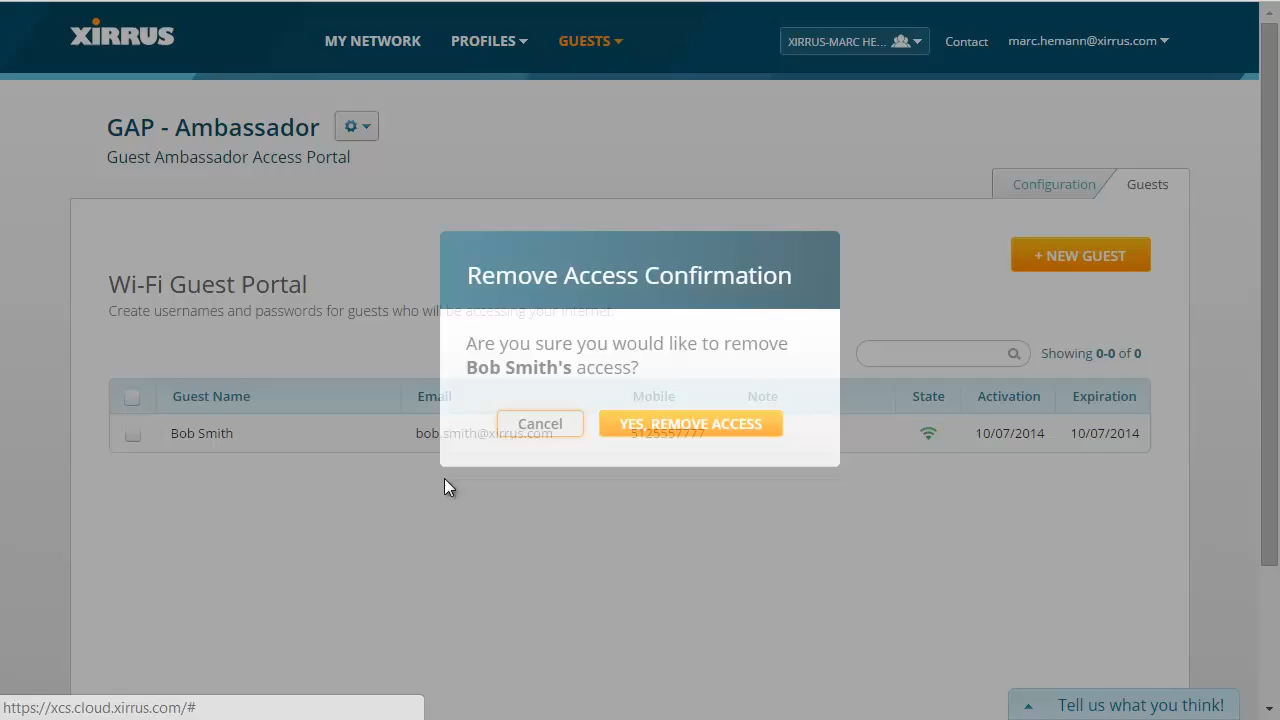 XIRRUS
MY NETWORK
PROFILES
GUESTS
XIRRUS-MARC HE...
Contact
marc.hemann@xirrus.com
GAP - Ambassador
Guest Ambassador Access Portal
Configuration
Guests
+ NEW GUEST
Wi-Fi Guest Portal
Create usernames and passwords for guests who will be accessing your internet.
Remove Access Confirmation
Are you sure you would like to remove
Bob Smith's access?
Cancel
YES, REMOVE ACCESS
Showing 0-0 of 0
Guest Name Email Mobile Note State Activation Expiration
Bob Smith bob.smith@xirrus.com 5125557777 10/07/2014 10/07/2014
https://xcs.cloud.xirrus.com/#
Tell us what you think!